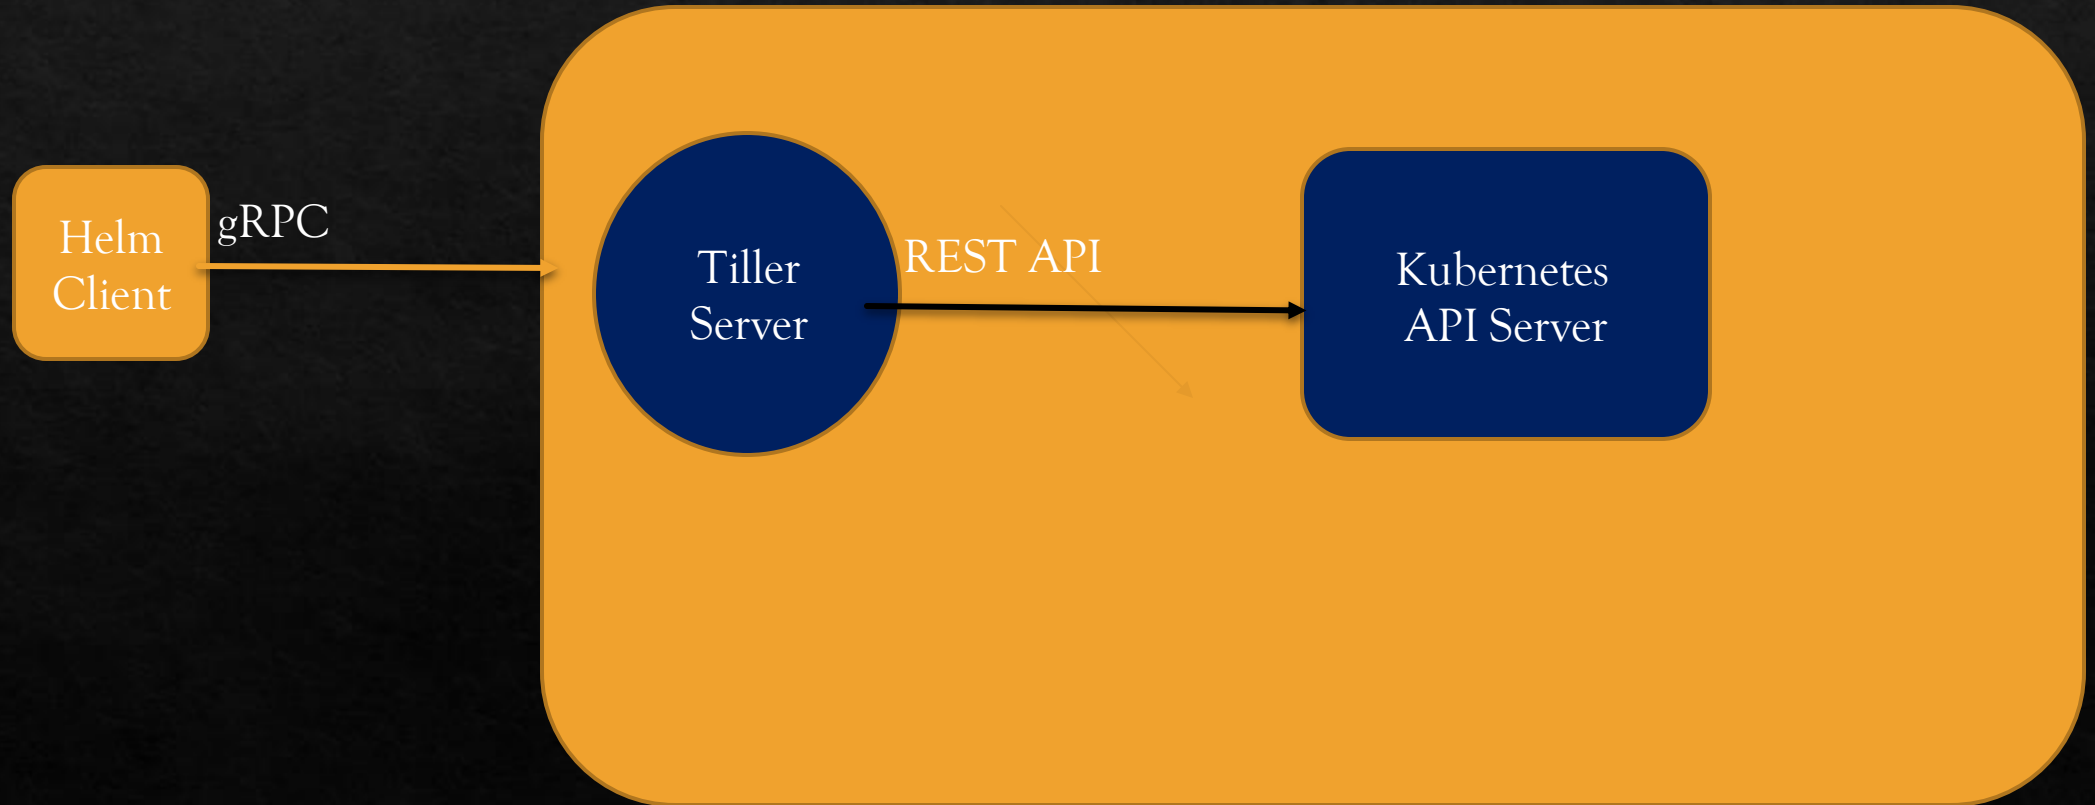 Helm
Client
gRPC
Tiller
Server
REST API
Kubernetes
API Server